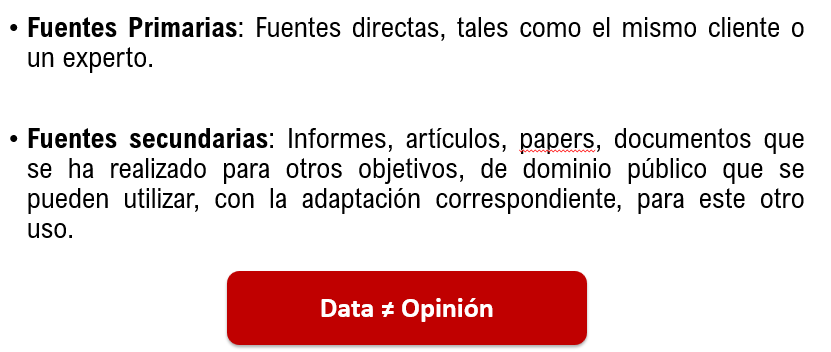 • Fuentes Primarias: Fuentes directas, tales como el mismo cliente o
un experto.
• Fuentes secundarias: Informes, artículos, papers, documentos que
se ha realizado para otros objetivos, de dominio público que se
pueden utilizar, con la adaptación correspondiente, para este otro
uso.
Data ≠ Opinión